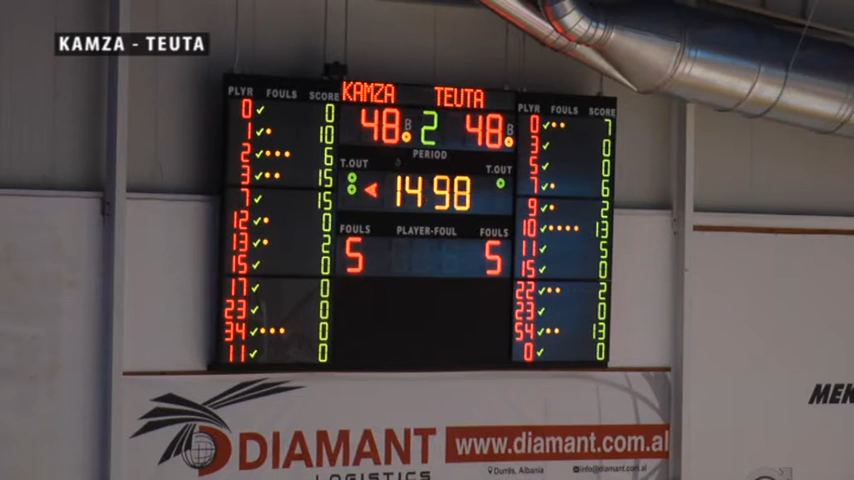 KAMZA - TEUTA
KAMZA TEUTA
48 B 2 48 B
PERIOD
T.OUT T.OUT
14 98
FOULS PLAYER-FOUL FOULS
5 5
PLYR FOULS SCORE
0 0
1 10
2 6
3 15
7 15
12 0
13 2
15 0
17 0
23 0
34 0
11 0
PLYR FOULS SCORE
0 7
3 0
5 0
7 6
9 2
10 13
11 5
15 0
22 2
23 0
54 13
0 0
DIAMANT
LOGISTICS
www.diamant.com.al
Durrës, Albania info@diamant.com.al
MEK